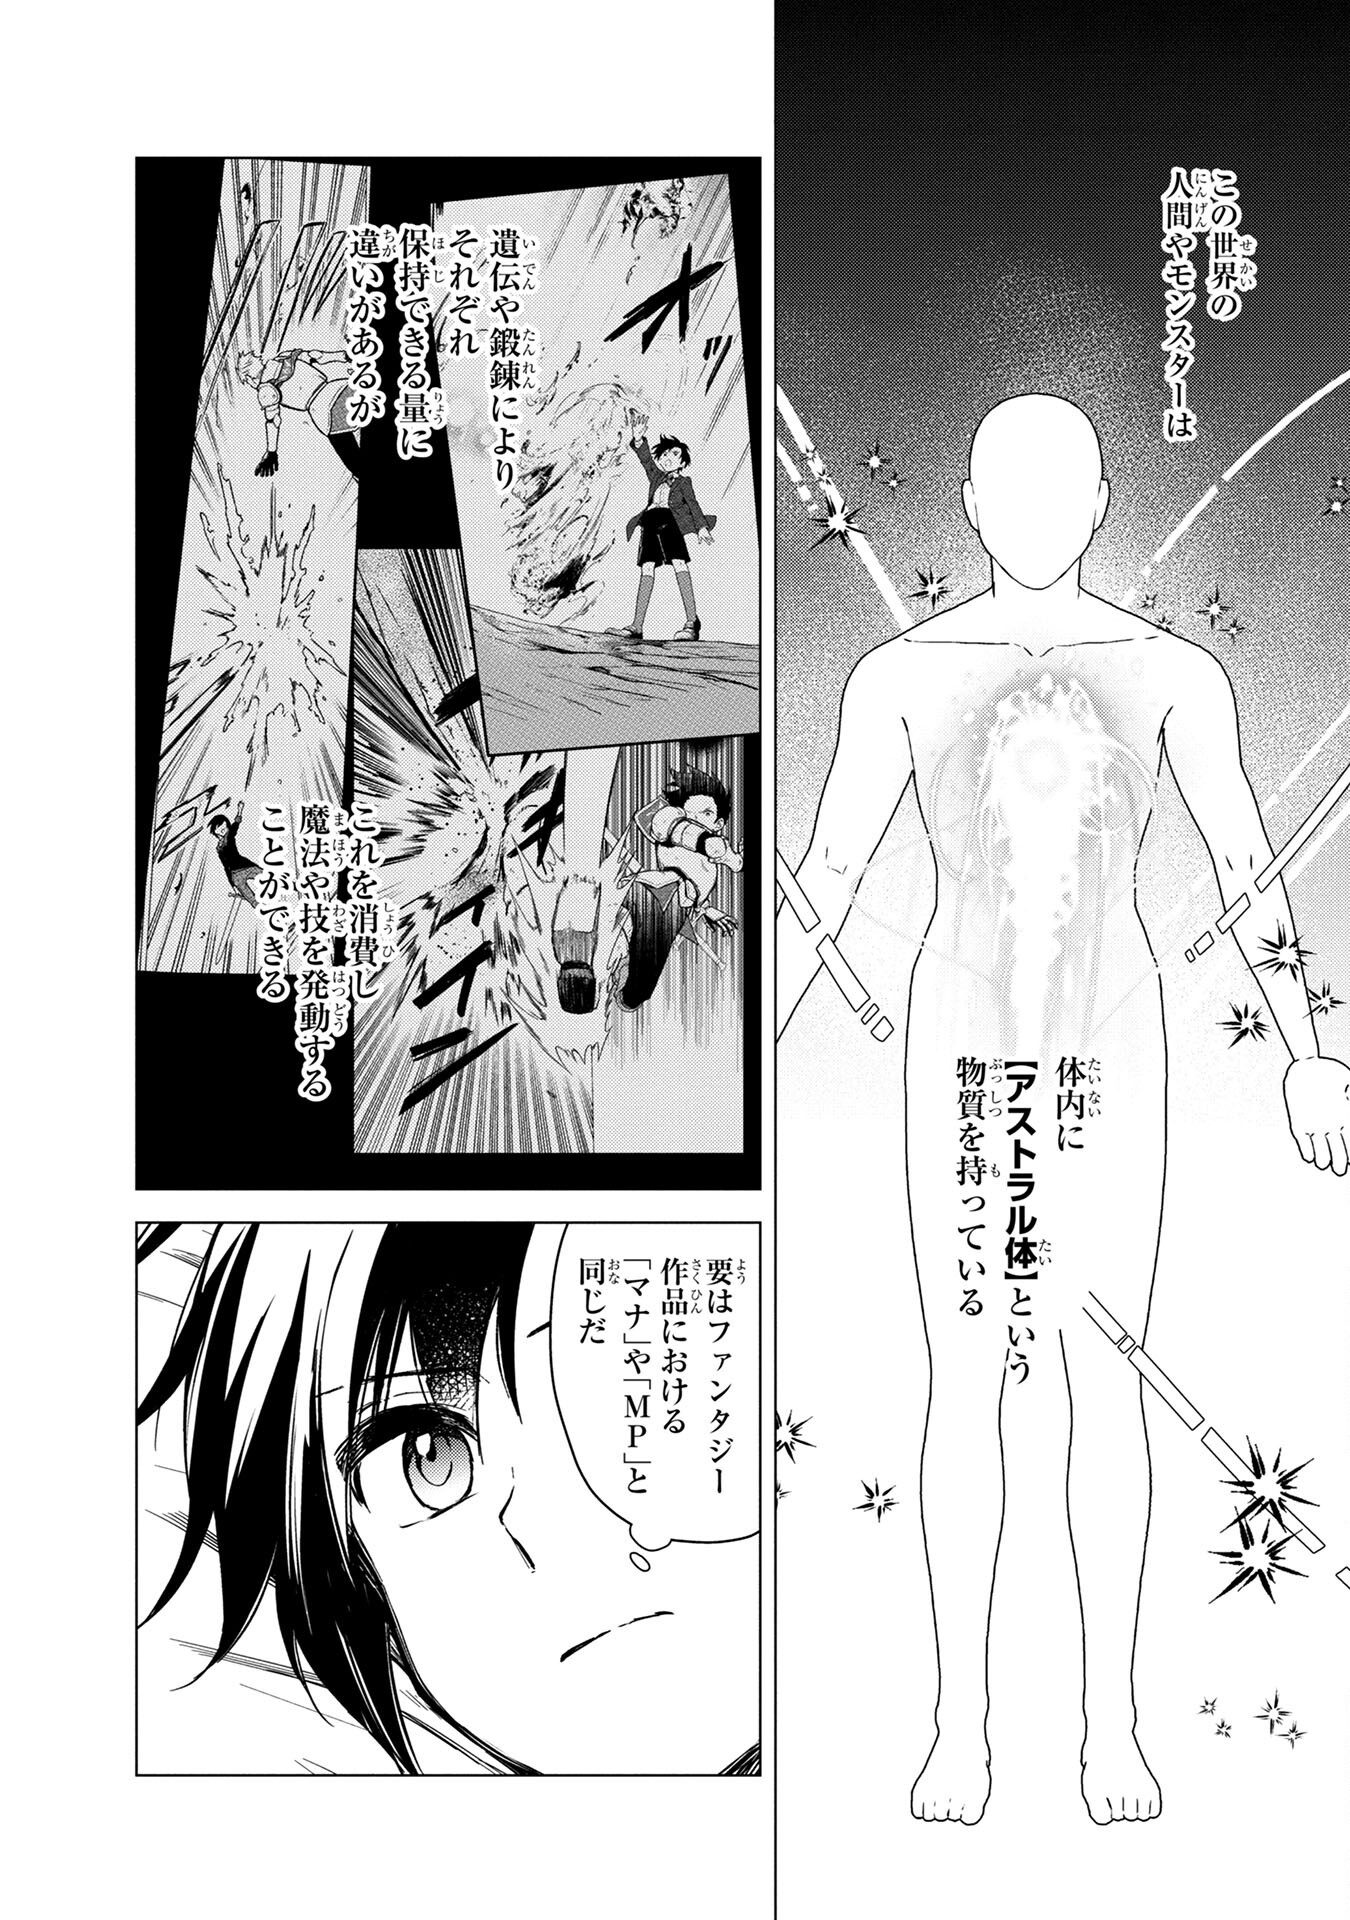 この世界の
人間やモンスターは
体内に
【アストラル体】という
物質を持っている
遺伝や鍛錬により
それぞれ
保持できる量に
違いがあるが
これを消費し
魔法や技を発動する
ことができる
要はファンタジー
作品における
「マナ」や「MP」と
同じだ